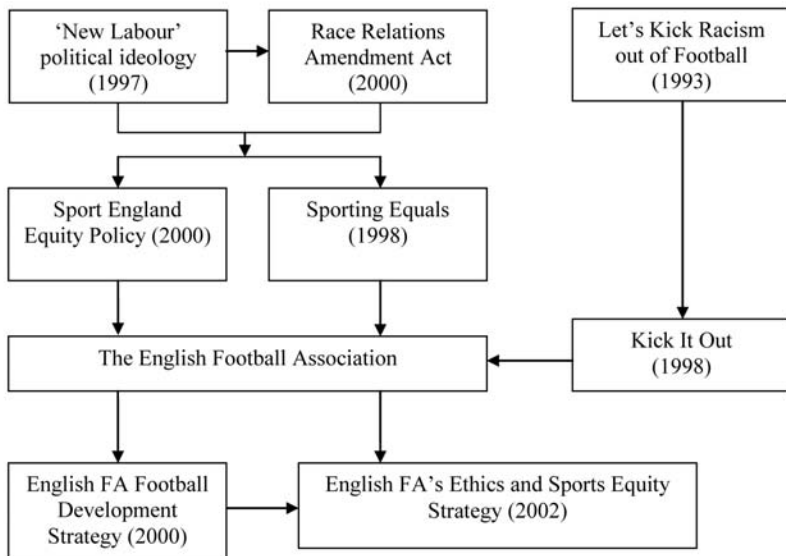 ‘New Labour’
political ideology
(1997)
Race Relations
Amendment Act
(2000)
Let’s Kick Racism
out of Football
(1993)
Sport England
Equity Policy (2000)
Sporting Equals
(1998)
The English Football Association
Kick It Out
(1998)
English FA Football
Development
Strategy (2000)
English FA’s Ethics and Sports Equity
Strategy (2002)